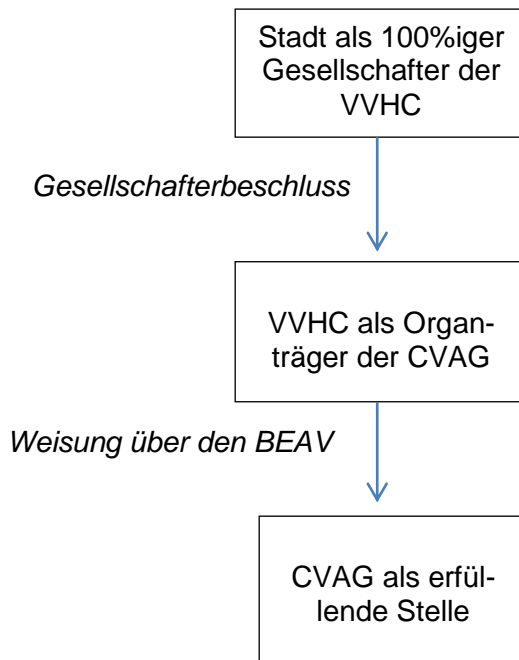 Stadt als 100%iger
Gesellschafter der
VVHC
Gesellschafterbeschluss
VVHC als Organ-
träger der CVAG
Weisung über den BEAV
CVAG als erfül-
lende Stelle